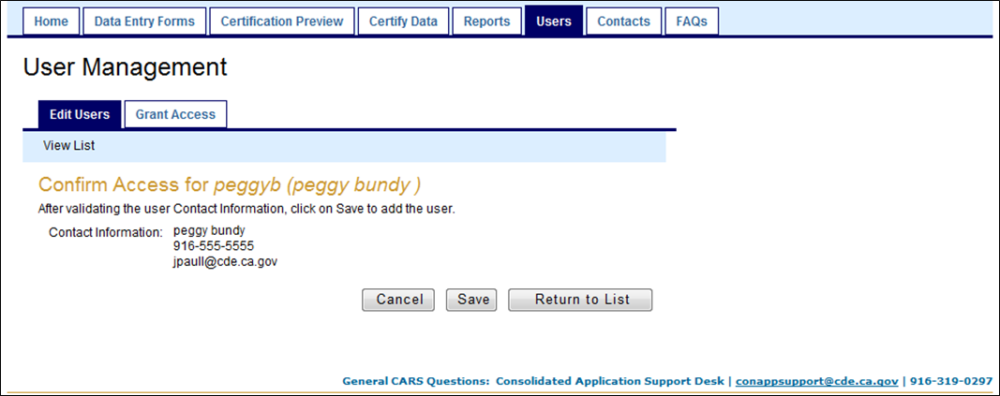 Home Data Entry Forms Certification Preview Certify Data Reports Users Contacts FAQs
User Management
Edit Users Grant Access
View List
Confirm Access for peggyb (peggy bundy )
After validating the user Contact Information, click on Save to add the user.
Contact Information: peggy bundy
916-555-5555
jpaull@cde.ca.gov
Cancel Save Return to List
General CARS Questions: Consolidated Application Support Desk | conappsupport@cde.ca.gov | 916-319-0297